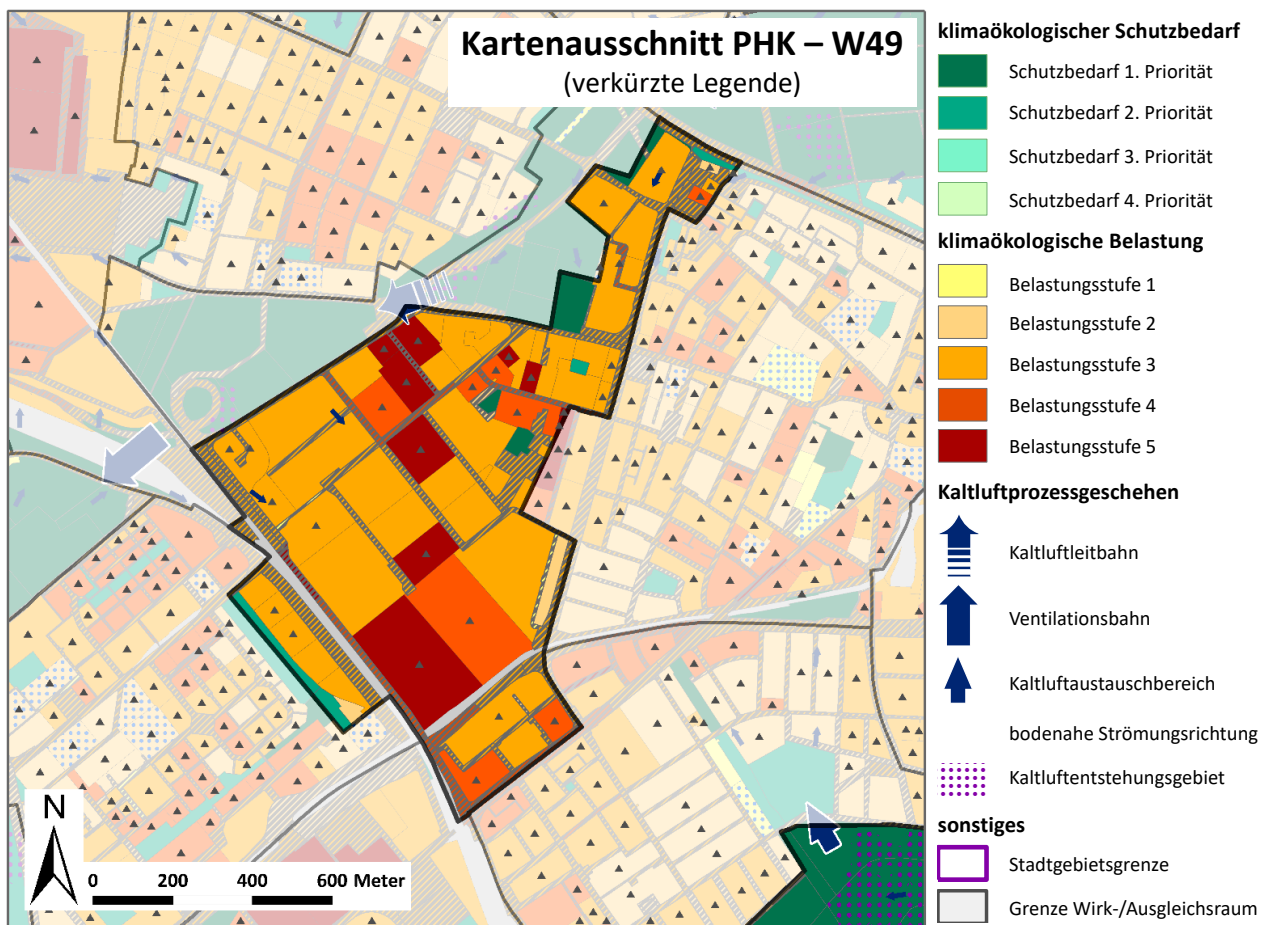 Kartenausschnitt PHK – W49
(verkürzte Legende)
klimaökologischer Schutzbedarf
Schutzbedarf 1. Priorität
Schutzbedarf 2. Priorität
Schutzbedarf 3. Priorität
Schutzbedarf 4. Priorität
klimaökologische Belastung
Belastungsstufe 1
Belastungsstufe 2
Belastungsstufe 3
Belastungsstufe 4
Belastungsstufe 5
Kaltluftprozessgeschehen
Kaltluftleitbahn
Ventilationsbahn
Kaltluftaustauschbereich
bodenahe Strömungsrichtung
Kaltluftentstehungsgebiet
sonstiges
Stadtgebietsgrenze
Grenze Wirk-/Ausgleichsraum
N
0 200 400 600 Meter